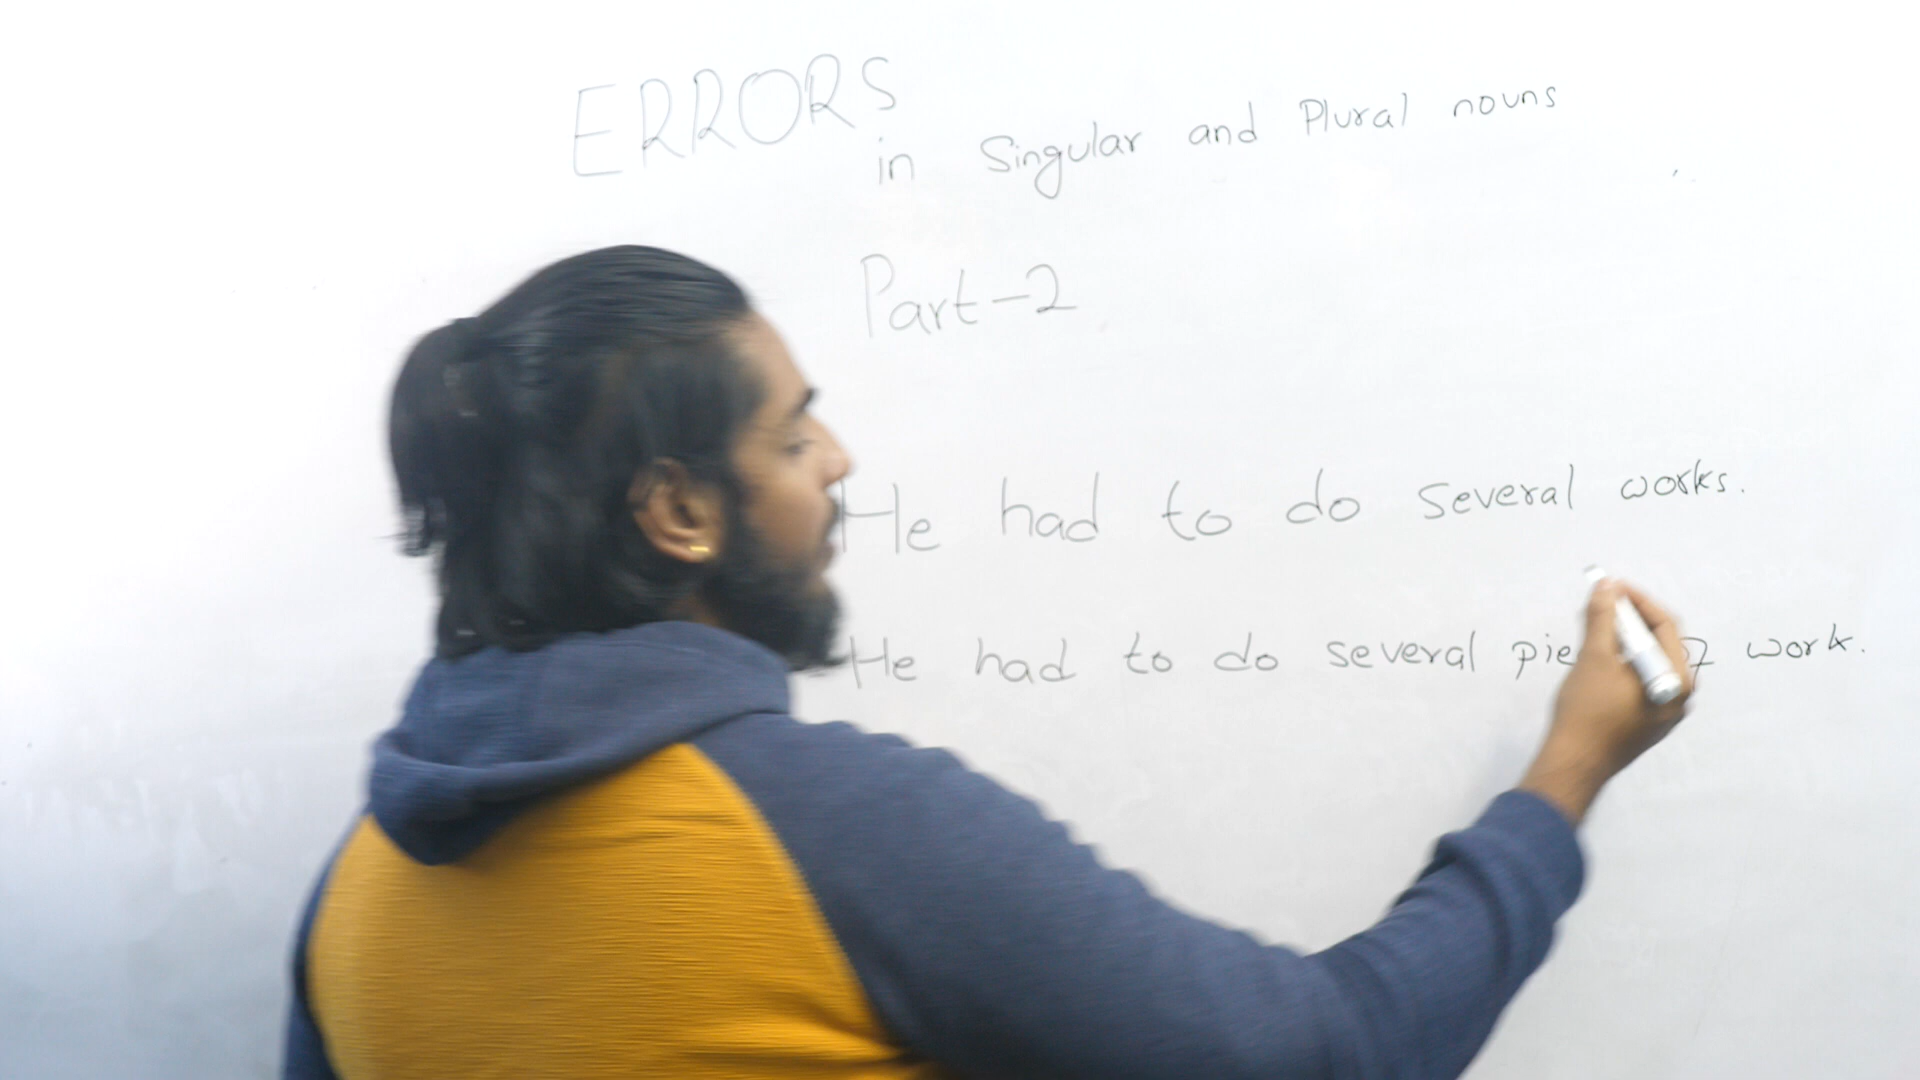 ERRORS
in Singular and Plural nouns
Part-2
He had to do several works.
He had to do several work.